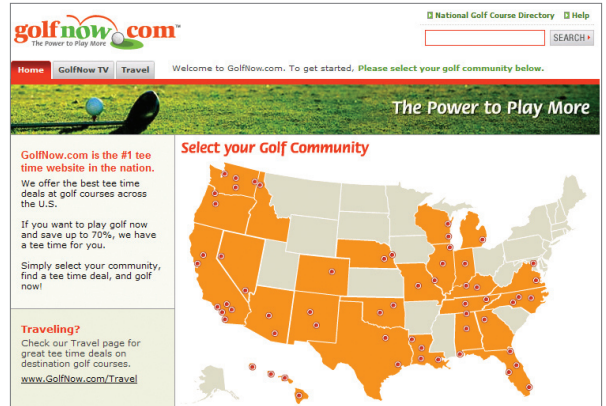 golfnow.com™
The Power to Play More
National Golf Course Directory Help
SEARCH
Home GolfNow TV Travel Welcome to GolfNow.com. To get started, Please select your golf community below.
The Power to Play More
GolfNow.com is the #1 tee
time website in the nation.
We offer the best tee time
deals at golf courses across
the U.S.
If you want to play golf now
and save up to 70%, we have
a tee time for you.
Simply select your community,
find a tee time deal, and golf
now!
Traveling?
Check our Travel page for
great tee time deals on
destination golf courses.
www.GolfNow.com/Travel
Select your Golf Community